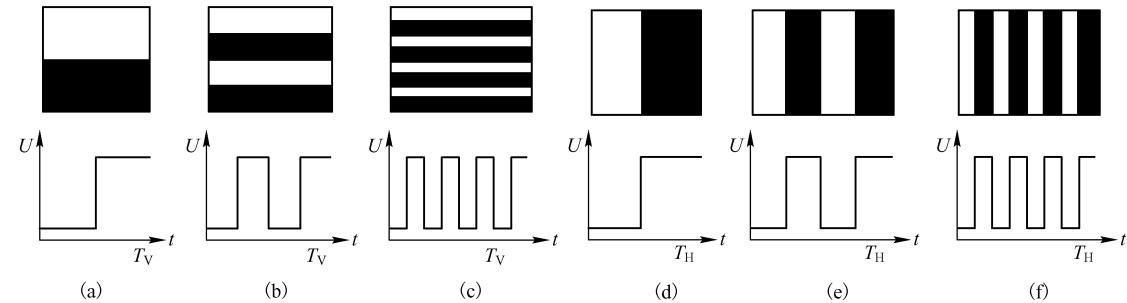 U U U U U U
t t t t t t
T_V T_V T_V T_H T_H T_H
(a) (b) (c) (d) (e) (f)